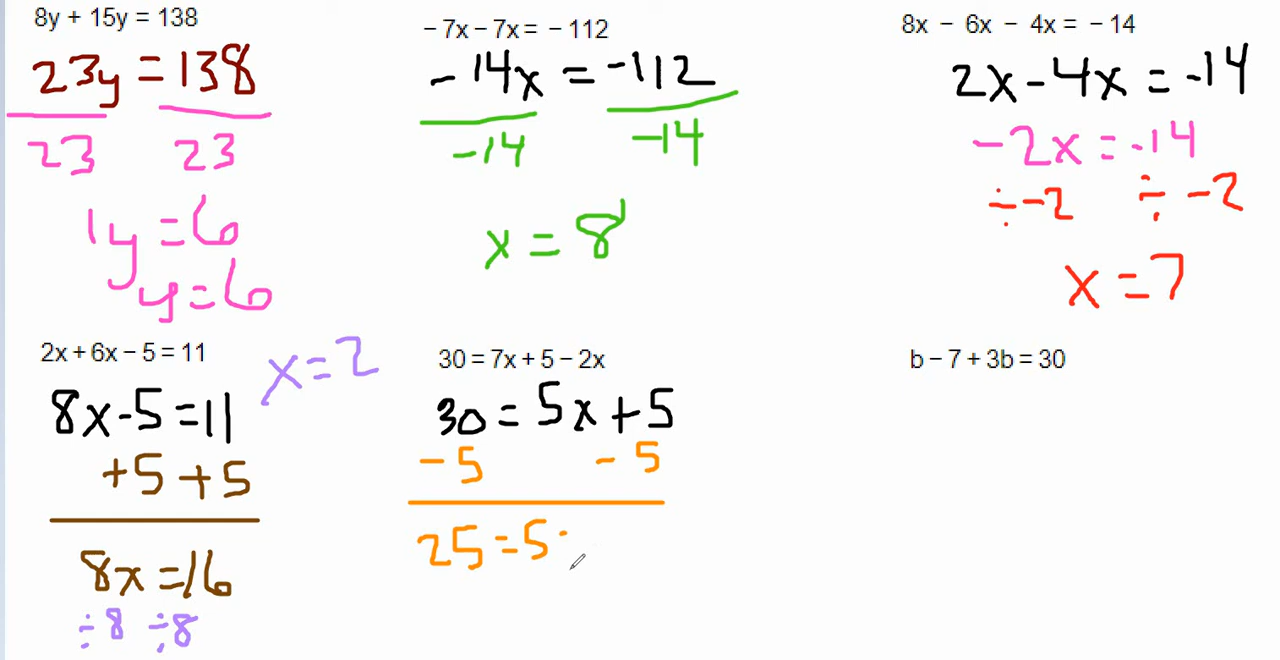 8y + 15y = 138
23y = 138
23 23
1y = 6
y = 6
- 7x - 7x = - 112
-14x = -112
-14 -14
x = 8
8x - 6x - 4x = - 14
2x - 4x = -14
-2x = -14
÷ -2 ÷ -2
x = 7
2x + 6x - 5 = 11
x = 2
8x - 5 = 11
+5 +5
8x = 16
÷8 ÷8
30 = 7x + 5 - 2x
30 = 5x + 5
- 5 - 5
25 = 5
b - 7 + 3b = 30